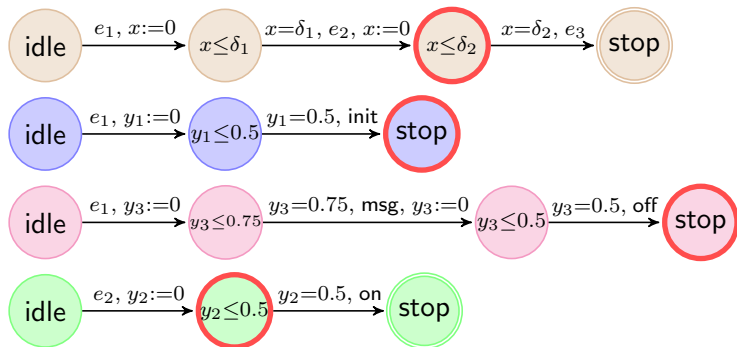 e₁, x:=0 x=δ₁, e₂, x:=0 x=δ₂, e₃
idle x≤δ₁ x≤δ₂ stop
e₁, y₁:=0 y₁=0.5, init
idle y₁≤0.5 stop
e₁, y₃:=0 y₃=0.75, msg, y₃:=0 y₃=0.5, off
idle y₃≤0.75 y₃≤0.5 stop
e₂, y₂:=0 y₂=0.5, on
idle y₂≤0.5 stop